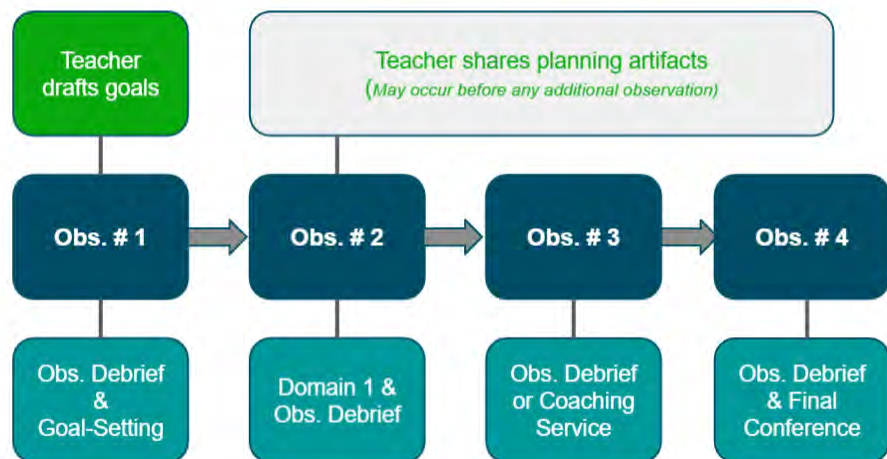 Teacher
drafts goals
Teacher shares planning artifacts
(May occur before any additional observation)
Obs. # 1
Obs. # 2
Obs. # 3
Obs. # 4
Obs. Debrief
&
Goal-Setting
Domain 1 &
Obs. Debrief
Obs. Debrief
or Coaching
Service
Obs. Debrief
& Final
Conference